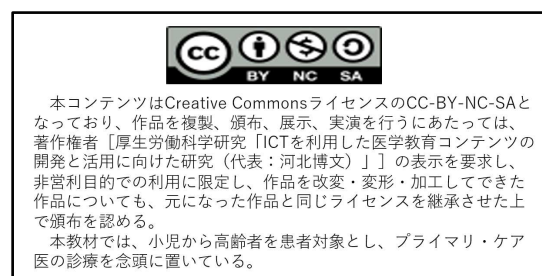 cc
BY NC SA
本コンテンツはCreative CommonsライセンスのCC-BY-NC-SAと
なっており、作品を複製、頒布、展示、実演を行うにあたっては、
著作権者［厚生労働科学研究「ICTを利用した医学教育コンテンツの
開発と活用に向けた研究（代表：河北博文）」］の表示を要求し、
非営利目的での利用に限定し、作品を改変・変形・加工してできた
作品についても、元になった作品と同じライセンスを継承させた上
で頒布を認める。
本教材では、小児から高齢者を患者対象とし、プライマリ・ケア
医の診療を念頭に置いている。